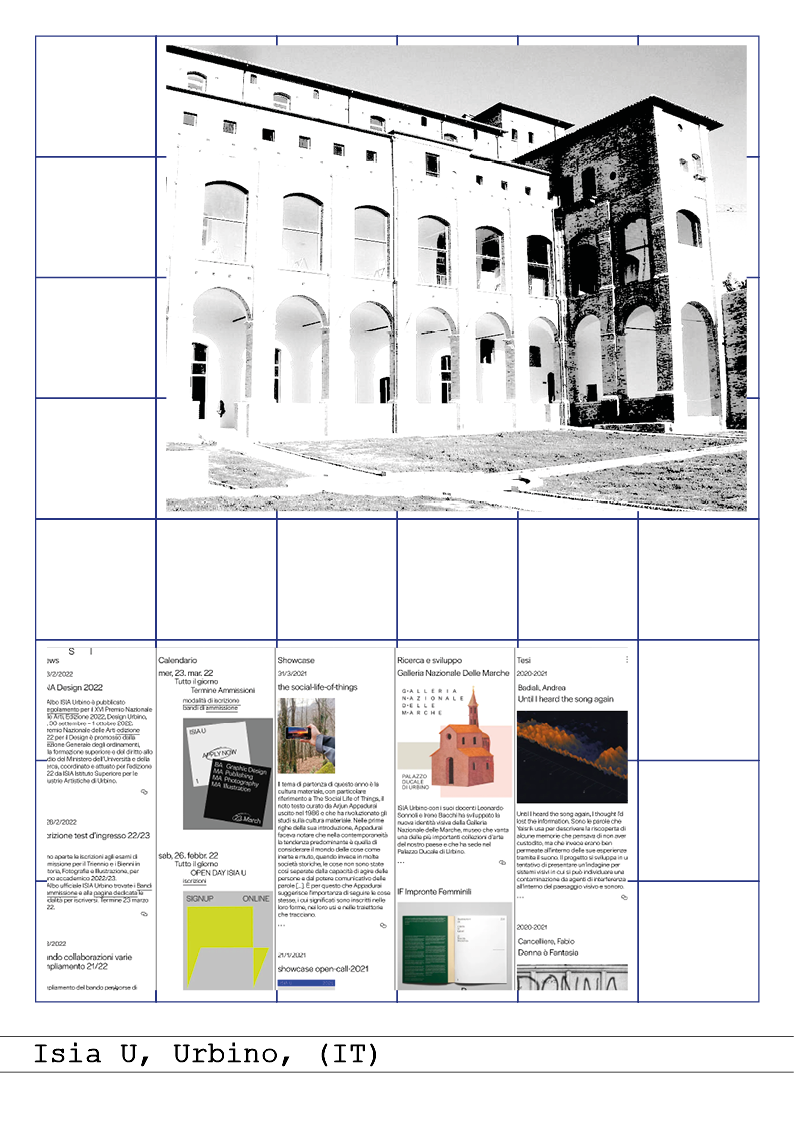 S I
ews
3/2/2022
IA Design 2022
Albo ISIA Urbino è pubblicato
egolamento per il XVI Premio Nazionale
le Arti, Edizione 2022, Design Urbino,
30 settembre – 1 ottobre 2022.
remio Nazionale delle Arti edizione
22 per il Design è promosso dalla
ezione Generale degli ordinamenti,
la formazione superiore e del diritto allo
dio del Ministero dell'Università e della
erca, coordinato e attuato per l'edizione
22 da ISIA Istituto Superiore per le
ustrie Artistiche di Urbino.
/2/2022
rizione test d'ingresso 22/23
no aperte le iscrizioni agli esami di
missione per il Triennio e i Bienni in
toria, Fotografia e Illustrazione, per
no accademico 2022/23.
Albo ufficiale ISIA Urbino trovate i Bandi
ammissione e alla pagina dedicata le
dalità per iscriversi. Termine 23 marzo
22.
/2022
ndo collaborazioni varie
mpliamento 21/22
pliamento del bando per borse di
Calendario
mer, 23. mar. 22
Tutto il giorno
Termine Ammissioni
modalità di iscrizione
bandi di ammissione
ISIA U
APPLY NOW
1
BA Graphic Design
MA Publishing
MA Photography
MA Illustration
23 March
sab, 26. febbr. 22
Tutto il giorno
OPEN DAY ISIA U
iscrizioni
SIGNUP ONLINE
Showcase
31/3/2021
the social-life-of-things
Il tema di partenza di questo anno è la
cultura materiale, con particolare
riferimento a The Social Life of Things, il
noto testo curato da Arjun Appadurai
uscito nel 1986 e che ha rivoluzionato gli
studi sulla cultura materiale. Nelle prime
righe della sua introduzione, Appadurai
faceva notare che nella contemporaneità
la tendenza predominante è quella di
considerare il mondo delle cose come
inerte e muto, quando invece in molte
società storiche, le cose non sono state
così separate dalla capacità di agire delle
persone e dal potere comunicativo delle
parole [...]. È per questo che Appadurai
suggerisce l'importanza di seguire le cose
stesse, i cui significati sono inscritti nelle
loro forme, nei loro usi e nelle traiettorie
che tracciano.
...
21/1/2021
showcase open-call-2021
Ricerca e sviluppo
Galleria Nazionale Delle Marche
GALLERIA
NAZIONALE
DELLE
MARCHE
PALAZZO
DUCALE
DI URBINO
ISIA Urbino con i suoi docenti Leonardo
Sonnoli e Irene Bacchi ha sviluppato la
nuova identità visiva della Galleria
Nazionale delle Marche, museo che vanta
una delle più importanti collezioni d'arte
del nostro paese e che ha sede nel
Palazzo Ducale di Urbino.
...
IF Impronte Femminili
Tesi
2020-2021
Badiali, Andrea
Until I heard the song again
Until I heard the song again, I thought I'd
lost the information. Sono le parole che
Yaisrik usa per descrivere la riscoperta di
alcune memorie che pensava di non aver
custodito, ma che invece erano ben
permeate all'interno delle sue esperienze
tramite il suono. Il progetto si sviluppa in u
tentativo di presentare un'indagine per
sistemi visivi in cui si può individuare una
contaminazione da agenti di interferenza
all'interno del paesaggio visivo e sonoro.
...
2020-2021
Cancelliere, Fabio
Donna è Fantasia
DONNA
Isia U, Urbino, (IT)